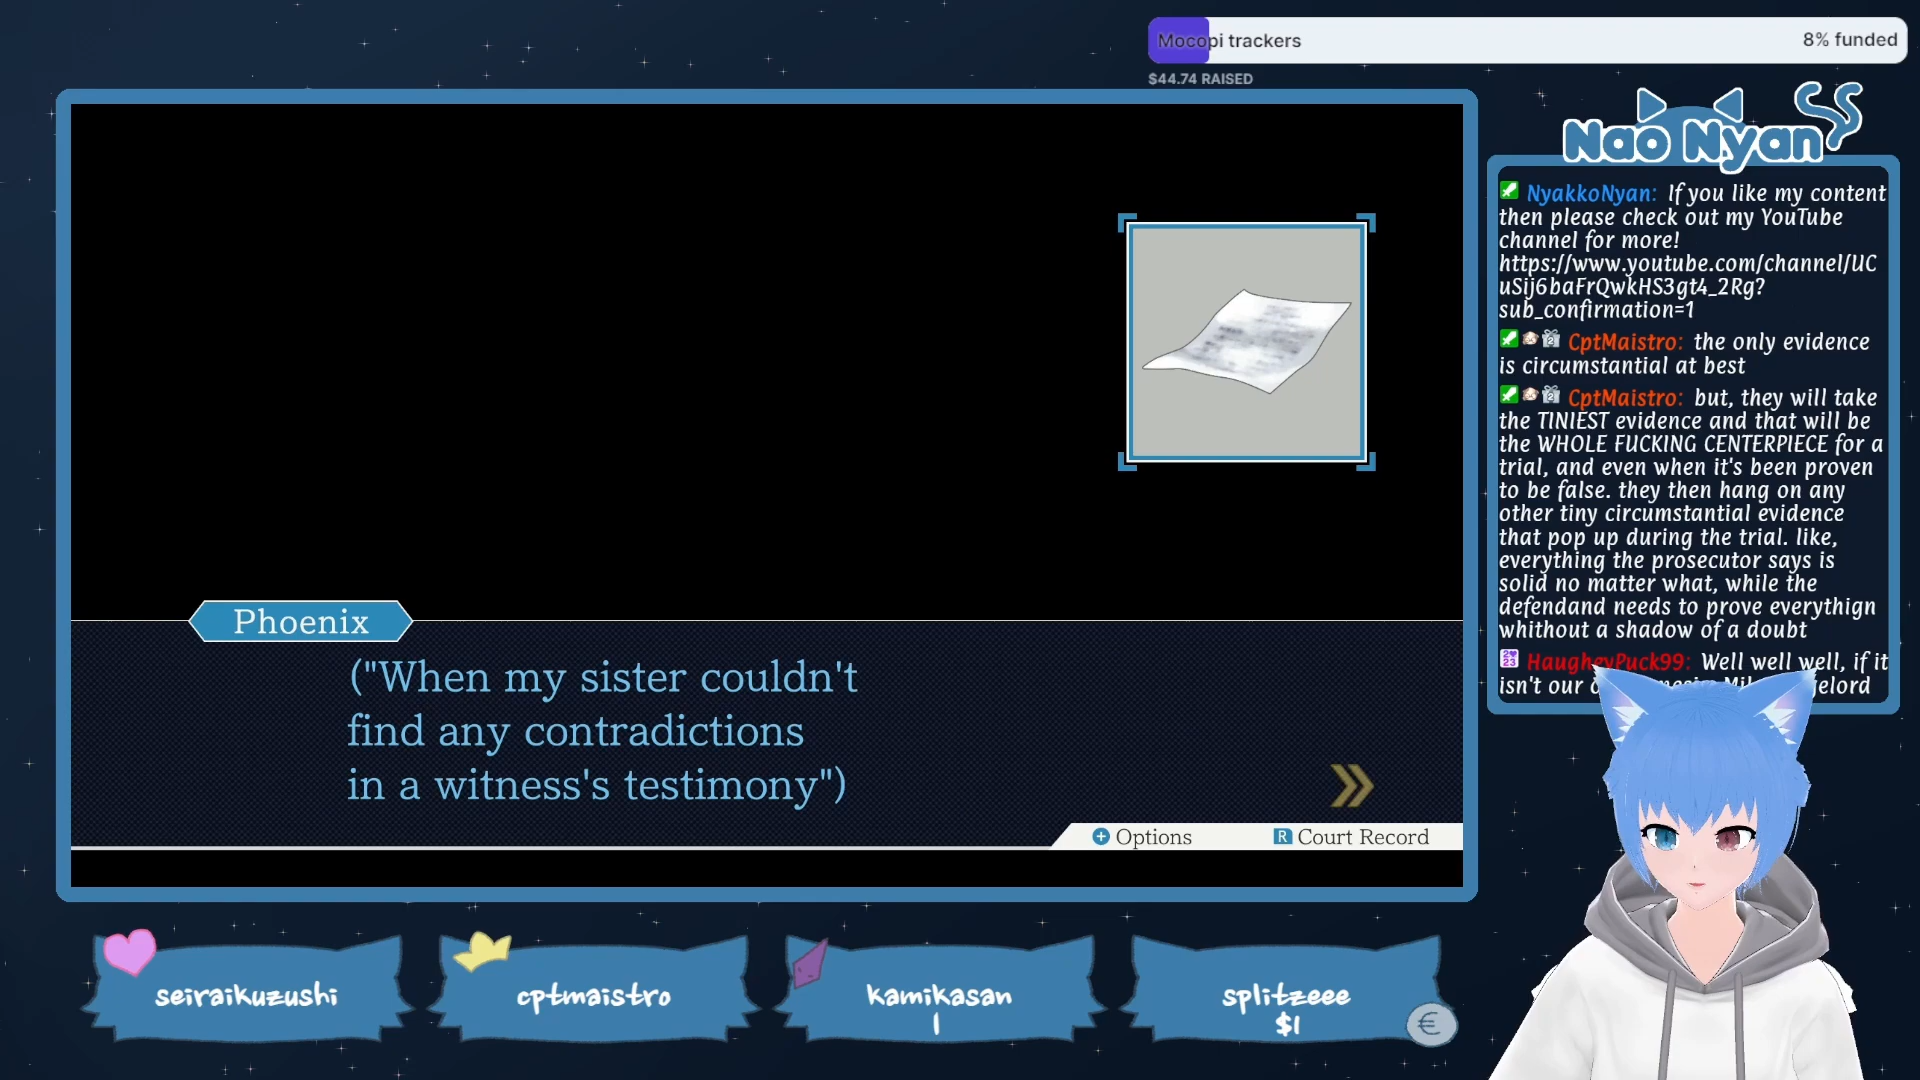 Mocopi trackers
8% funded
$44.74 RAISED
Nao Nyan
NyakkoNyan: If you like my content
then please check out my YouTube
channel for more!
https://www.youtube.com/channel/UC
uSij6baFrQwkHS3gt4_2Rg?
sub_confirmation=1
2 CptMaistro: the only evidence
is circumstantial at best
2 CptMaistro: but, they will take
the TINIEST evidence and that will be
the WHOLE FUCKING CENTERPIECE for a
trial, and even when it's been proven
to be false. they then hang on any
other tiny circumstantial evidence
that pop up during the trial. like,
everything the prosecutor says is
solid no matter what, while the
defendand needs to prove everythign
whithout a shadow of a doubt
HaugheyPuck99: Well well well, if it
isn't our
Phoenix
("When my sister couldn't
find any contradictions
in a witness's testimony")
+ Options
R Court Record
seiraikuzushi
cptmaistro
kamikasan
1
splitzeee
$1
€